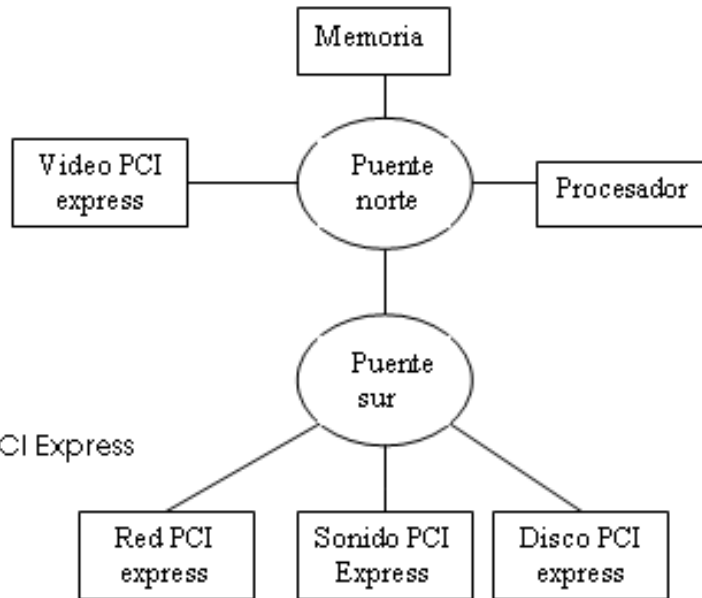 Memoria
Video PCI
express
Puente
norte
Procesador
Puente
sur
CI Express
Red PCI
express
Sonido PCI
Express
Disco PCI
express